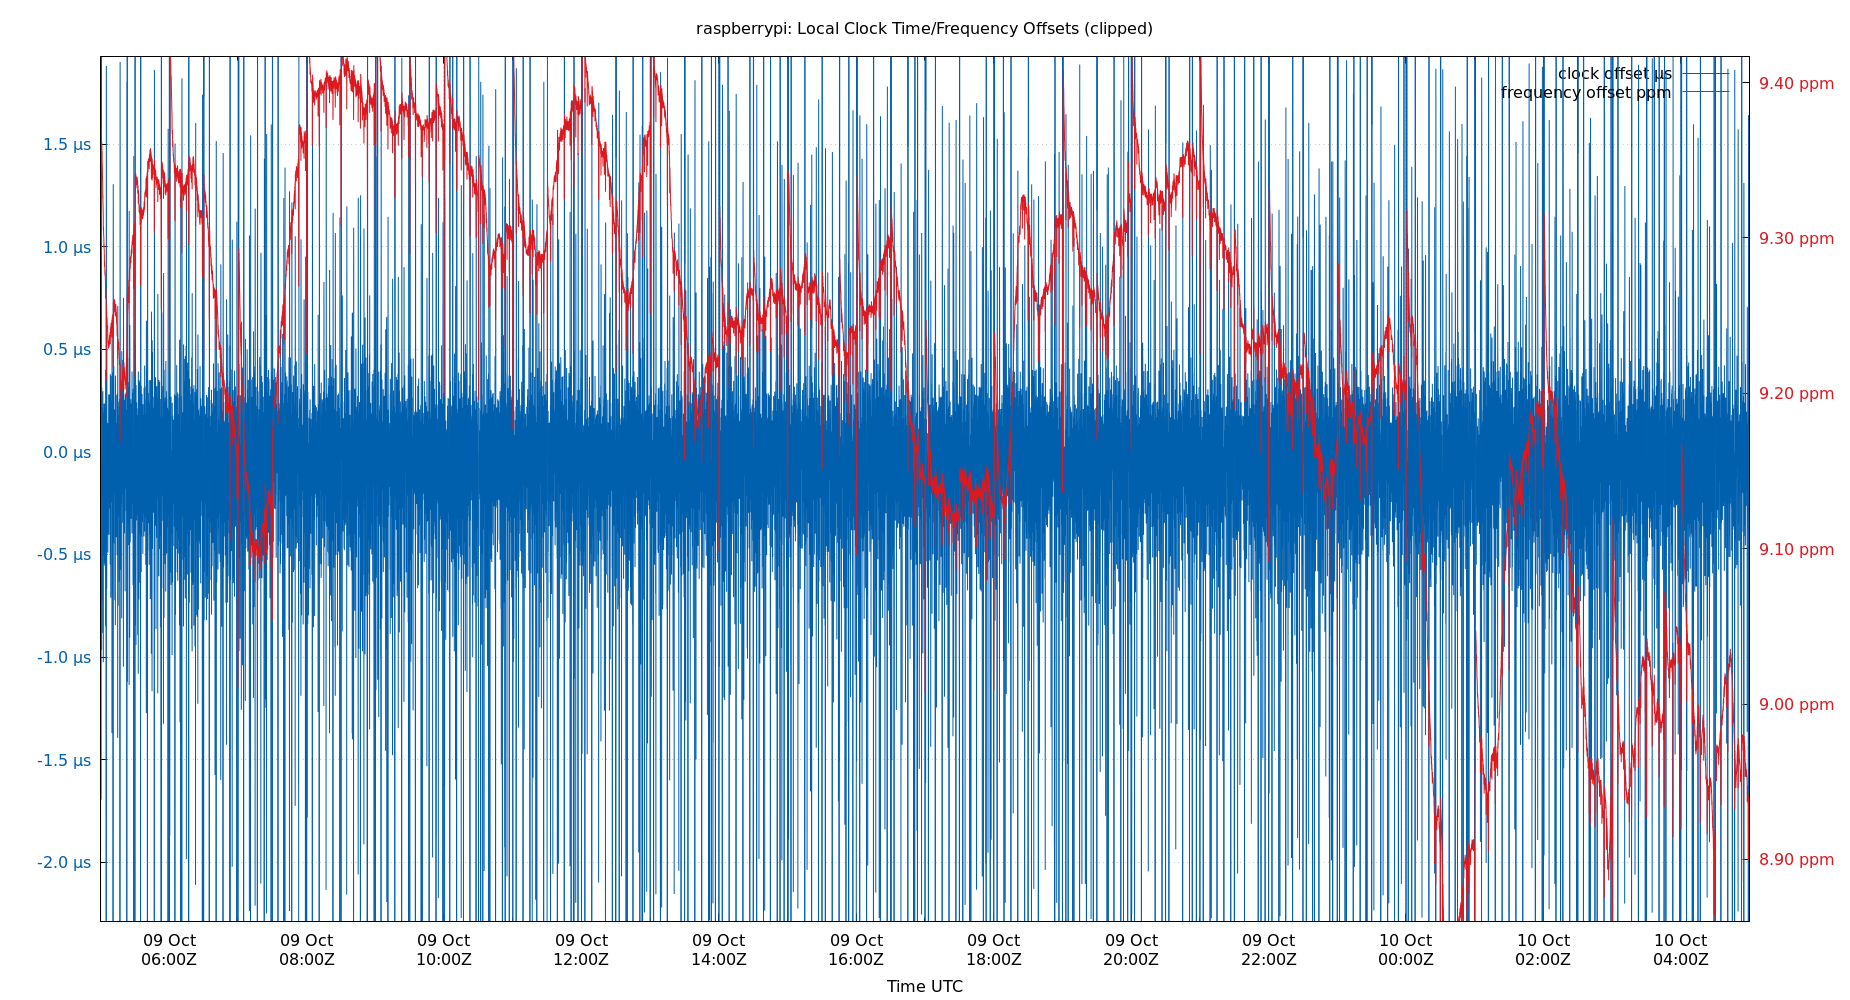 raspberrypi: Local Clock Time/Frequency Offsets (clipped)
clock offset µs
frequency offset ppm
1.5 µs
1.0 µs
0.5 µs
0.0 µs
-0.5 µs
-1.0 µs
-1.5 µs
-2.0 µs
9.40 ppm
9.30 ppm
9.20 ppm
9.10 ppm
9.00 ppm
8.90 ppm
09 Oct
06:00Z
09 Oct
08:00Z
09 Oct
10:00Z
09 Oct
12:00Z
09 Oct
14:00Z
09 Oct
16:00Z
09 Oct
18:00Z
09 Oct
20:00Z
09 Oct
22:00Z
10 Oct
00:00Z
10 Oct
02:00Z
10 Oct
04:00Z
Time UTC